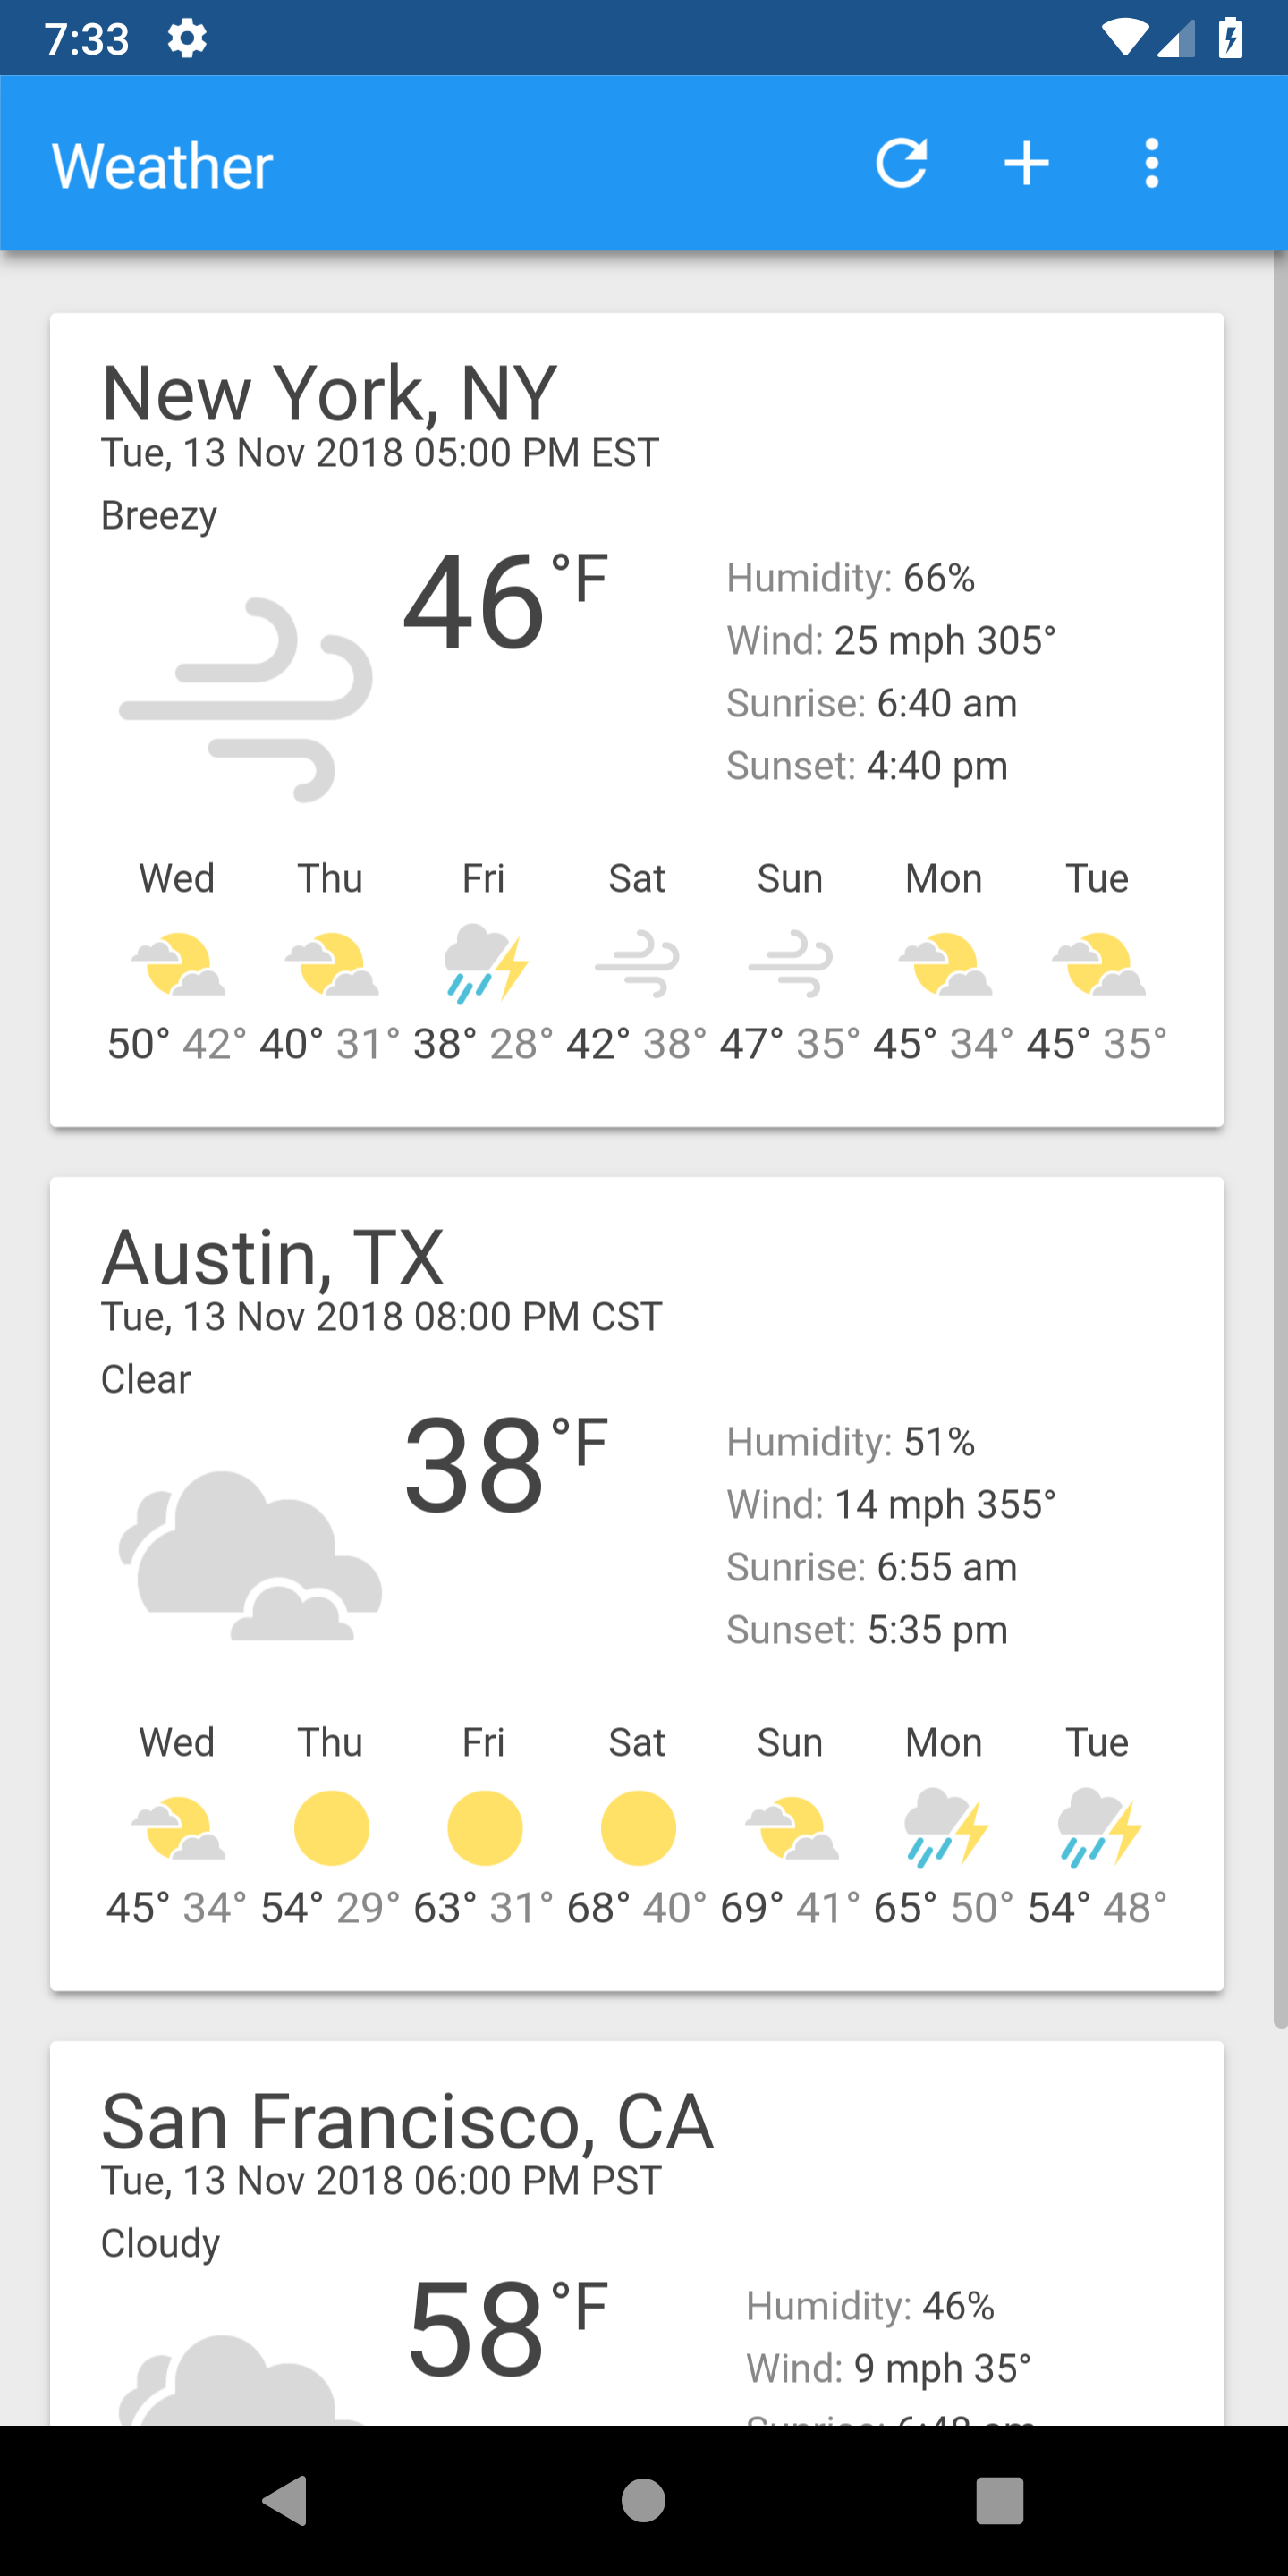 7:33
Weather
New York, NY
Tue, 13 Nov 2018 05:00 PM EST
Breezy
46 °F
Humidity: 66%
Wind: 25 mph 305°
Sunrise: 6:40 am
Sunset: 4:40 pm
Wed Thu Fri Sat Sun Mon Tue
50° 42° 40° 31° 38° 28° 42° 38° 47° 35° 45° 34° 45° 35°
Austin, TX
Tue, 13 Nov 2018 08:00 PM CST
Clear
38 °F
Humidity: 51%
Wind: 14 mph 355°
Sunrise: 6:55 am
Sunset: 5:35 pm
Wed Thu Fri Sat Sun Mon Tue
45° 34° 54° 29° 63° 31° 68° 40° 69° 41° 65° 50° 54° 48°
San Francisco, CA
Tue, 13 Nov 2018 06:00 PM PST
Cloudy
58 °F
Humidity: 46%
Wind: 9 mph 35°
Sunrise: 6:48 am